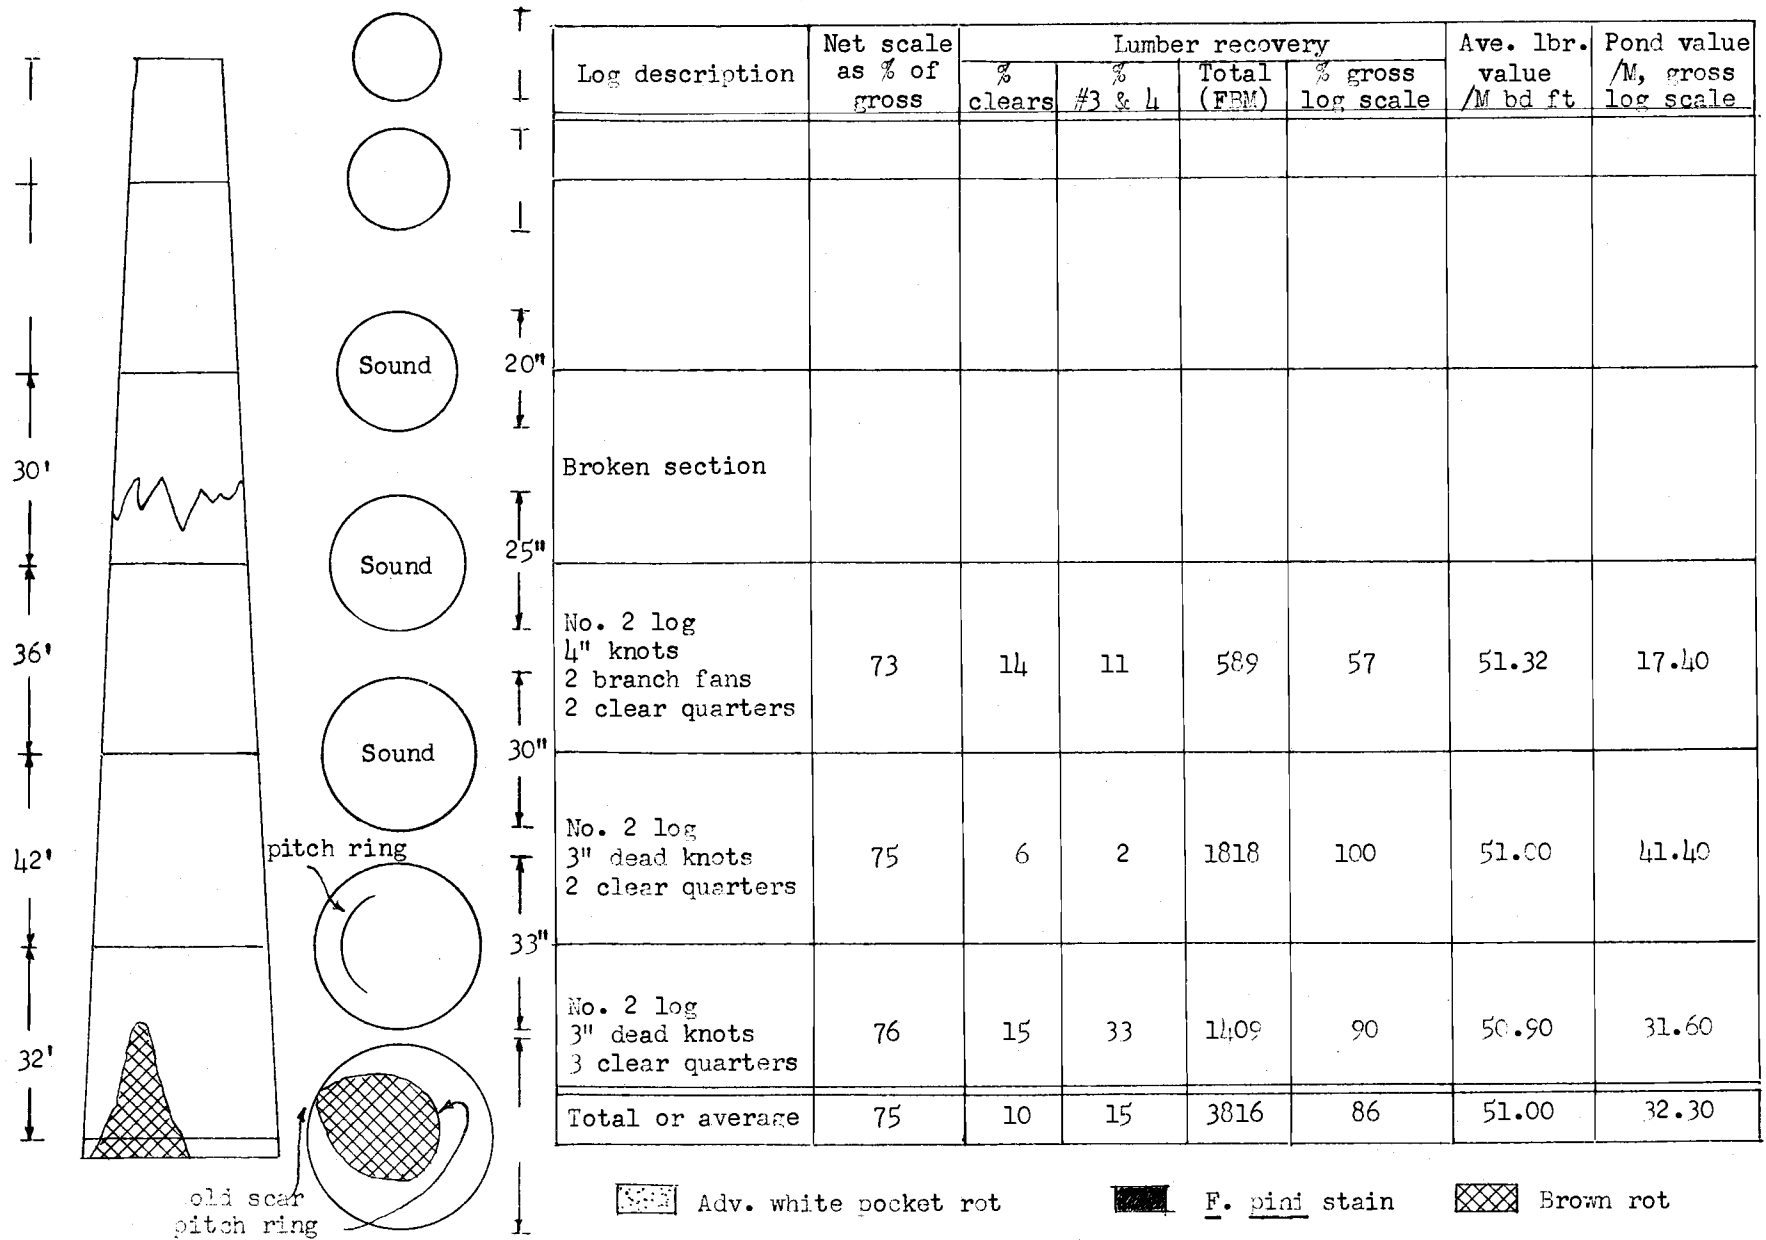 Log description
Net scale
as % of
gross
Lumber recovery
%
clears
%
#3 & 4
Total
(FBM)
% gross
log scale
Ave. lbr.
value
/M bd ft
Pond value
/M, gross
log scale
Sound
20"
30'
Broken section
Sound
25"
36'
No. 2 log
4" knots
2 branch fans
2 clear quarters
73
14
11
589
57
51.32
17.40
Sound
30"
42'
pitch ring
No. 2 log
3" dead knots
2 clear quarters
75
6
2
1818
100
51.00
41.40
33"
32'
No. 2 log
3" dead knots
3 clear quarters
76
15
33
1409
90
50.90
31.60
Total or average
75
10
15
3816
86
51.00
32.30
old scar
pitch ring
Adv. white pocket rot
F. pini stain
Brown rot